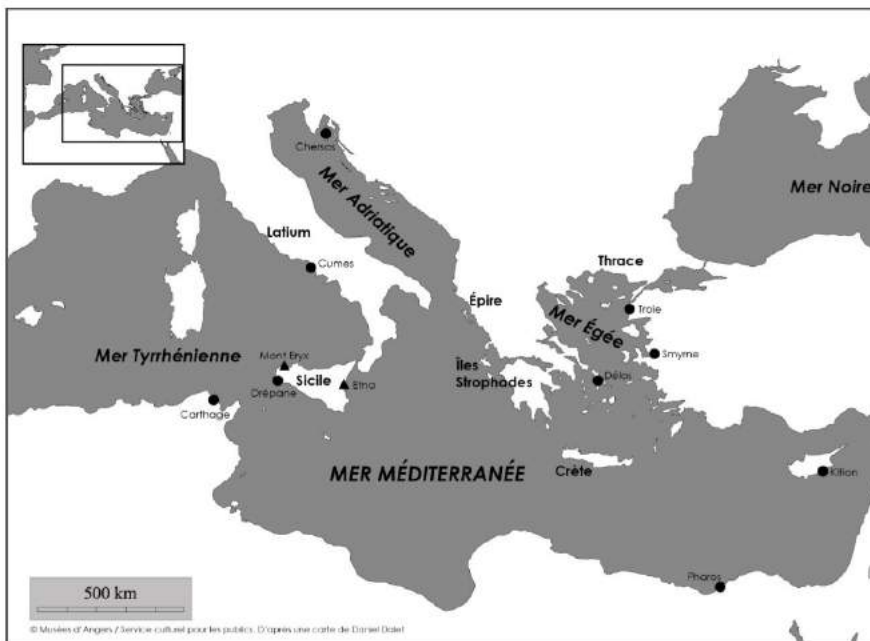 Chersos
Mer Adriatique
Mer Noire
Latium
Cumes
Thrace
Épire
Troie
Mer Égée
Mer Tyrrhénienne
Mont Eryx
Sicile
Etna
Drépane
Carthage
Îles
Strophades
Smyrne
Délos
MER MÉDITERRANÉE
Crète
Kition
Pharos
500 km
© Musées d'Angers / Service culturel pour les publics. D'après une carte de Daniel Dalet